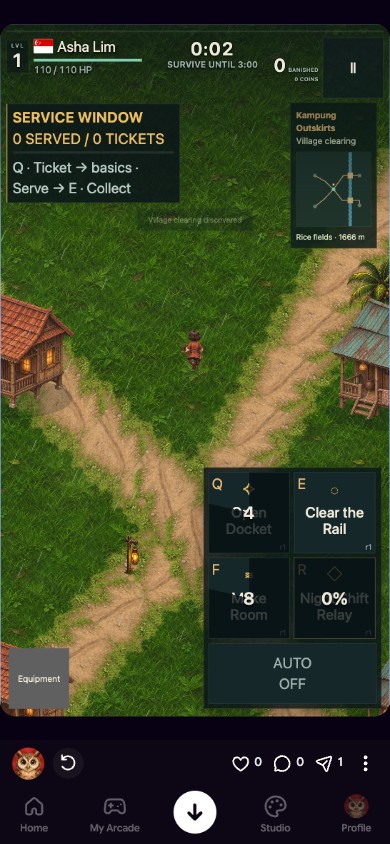 LVL
1
Asha Lim
110 / 110 HP
0:02
SURVIVE UNTIL 3:00
0 BANISHED
0 COINS
SERVICE WINDOW
0 SERVED / 0 TICKETS
Q · Ticket → basics ·
Serve → E · Collect
Kampung
Outskirts
Village clearing
Rice fields · 1666 m
Village clearing discovered
Q
4
Docket
r1
E
Clear the
Rail
r1
F
8
Room
r1
R
0%
Relay
r1
AUTO
OFF
Equipment
0
0
1
Home
My Arcade
Studio
Profile